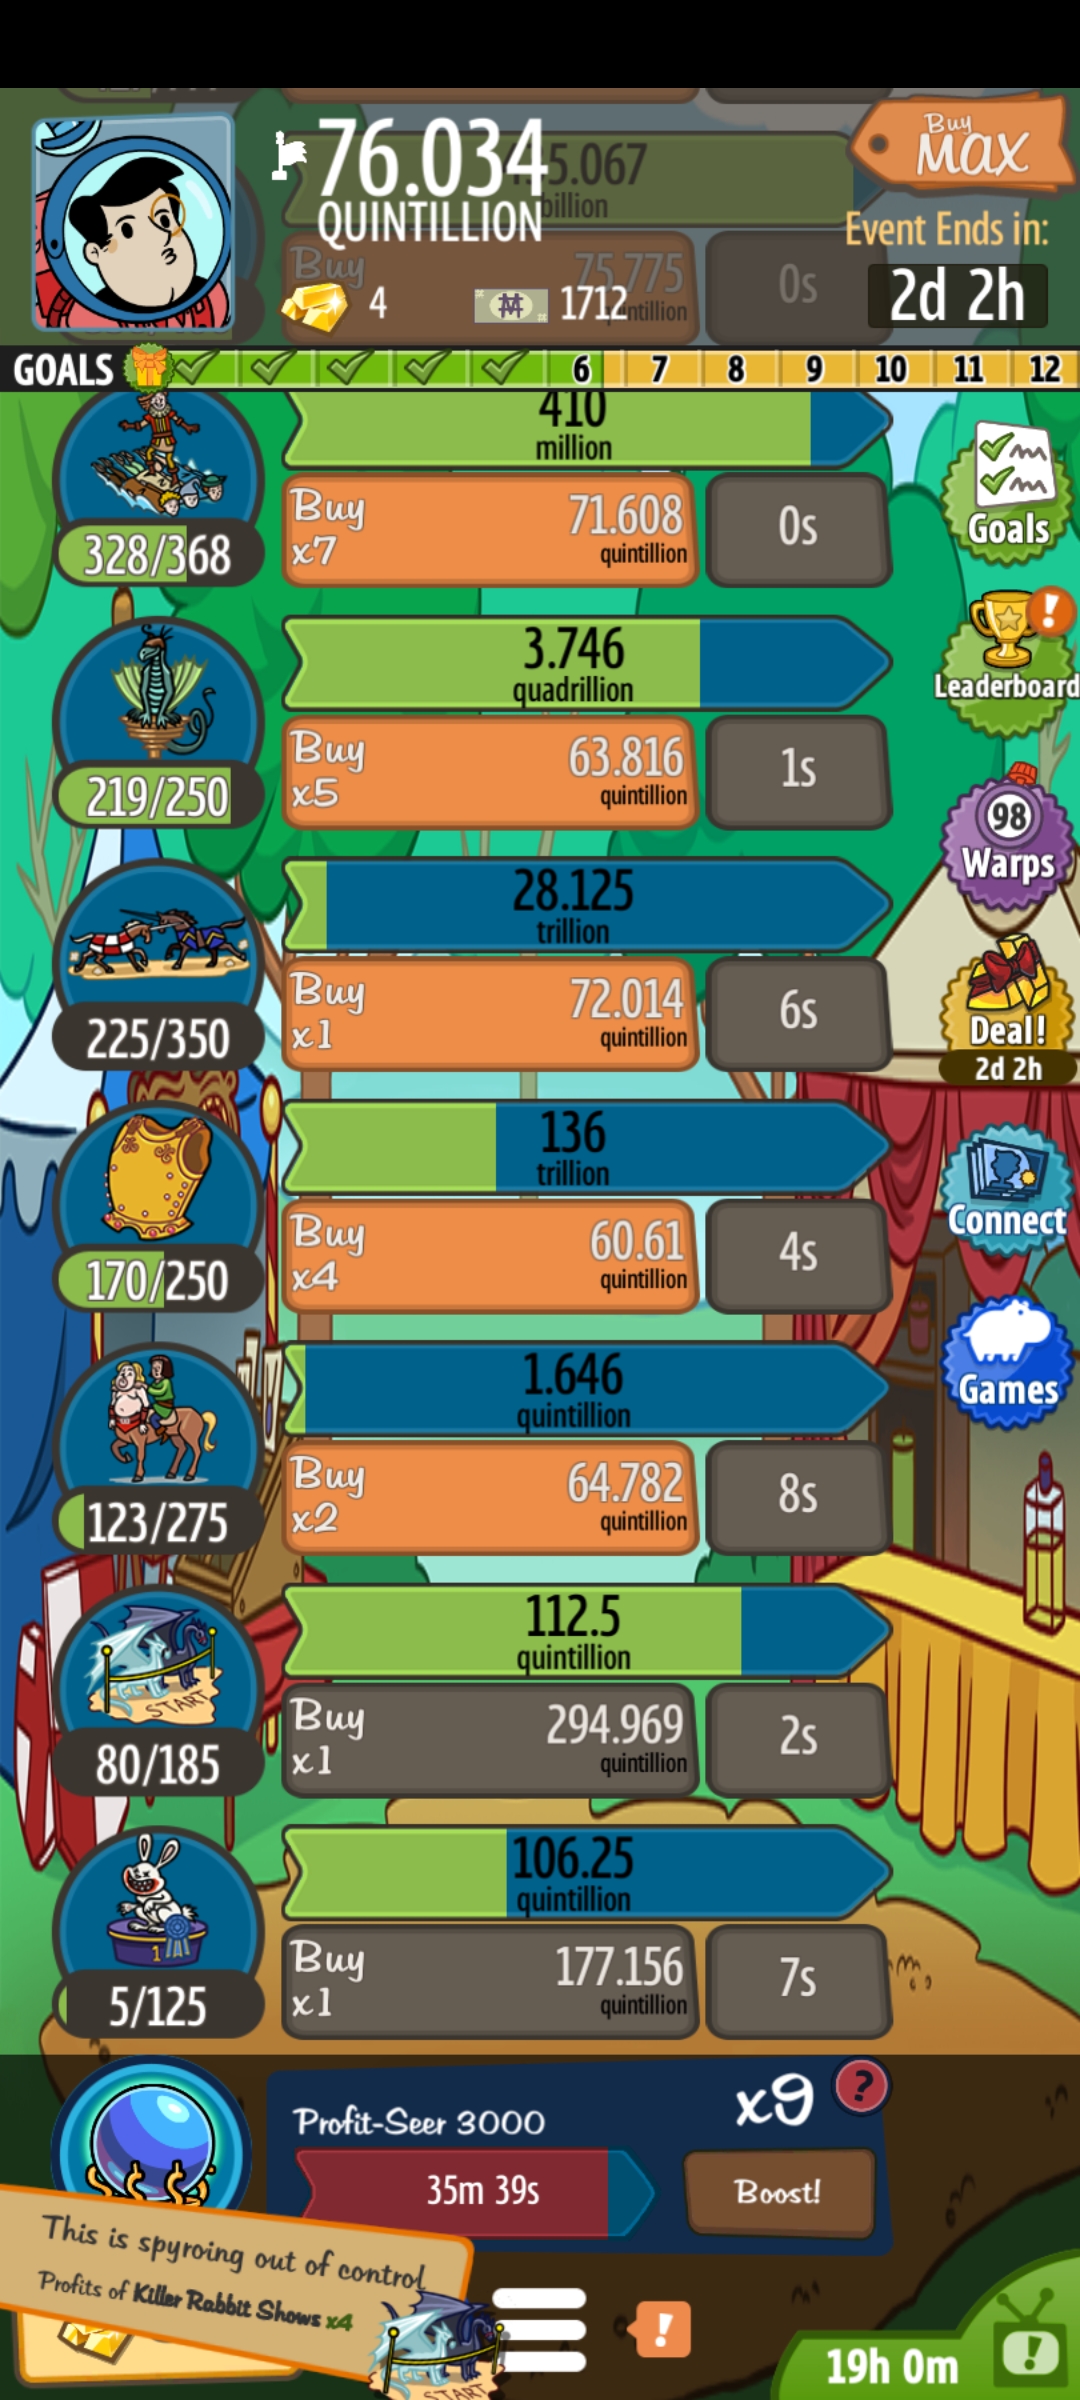 76.034
QUINTILLION
5.067
billion
Buy
75.775
ntillion
0s
4
1712
Buy
MAX
Event Ends in:
2d 2h
GOALS
6
7
8
9
10
11
12
410
million
328/368
Buy
x7
71.608
quintillion
0s
Goals
3.746
quadrillion
219/250
Buy
x5
63.816
quintillion
1s
Leaderboard
98
Warps
28.125
trillion
225/350
Buy
x1
72.014
quintillion
6s
Deal!
2d 2h
136
trillion
170/250
Buy
x4
60.61
quintillion
4s
Connect
1.646
quintillion
123/275
Buy
x2
64.782
quintillion
8s
Games
112.5
quintillion
START
80/185
Buy
x1
294.969
quintillion
2s
106.25
quintillion
1
5/125
Buy
x1
177.156
quintillion
7s
Profit-Seer 3000
x9
?
35m 39s
Boost!
This is spyroing out of control
Profits of Killer Rabbit Shows x4
START
!
19h 0m
!